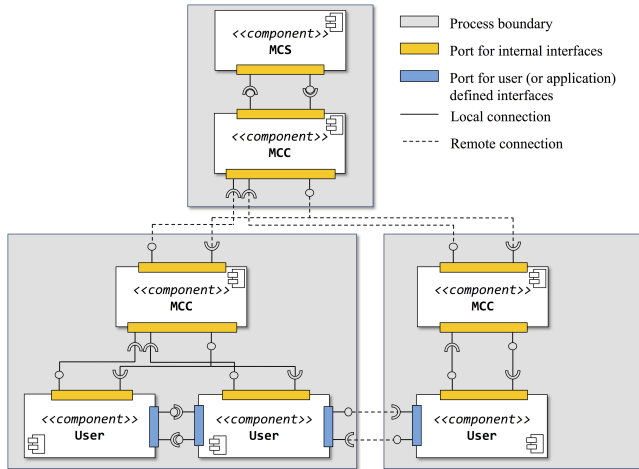 <<component>>
MCS
<<component>>
MCC
Process boundary
Port for internal interfaces
Port for user (or application)
defined interfaces
Local connection
Remote connection
<<component>>
MCC
<<component>>
MCC
<<component>>
User
<<component>>
User
<<component>>
User